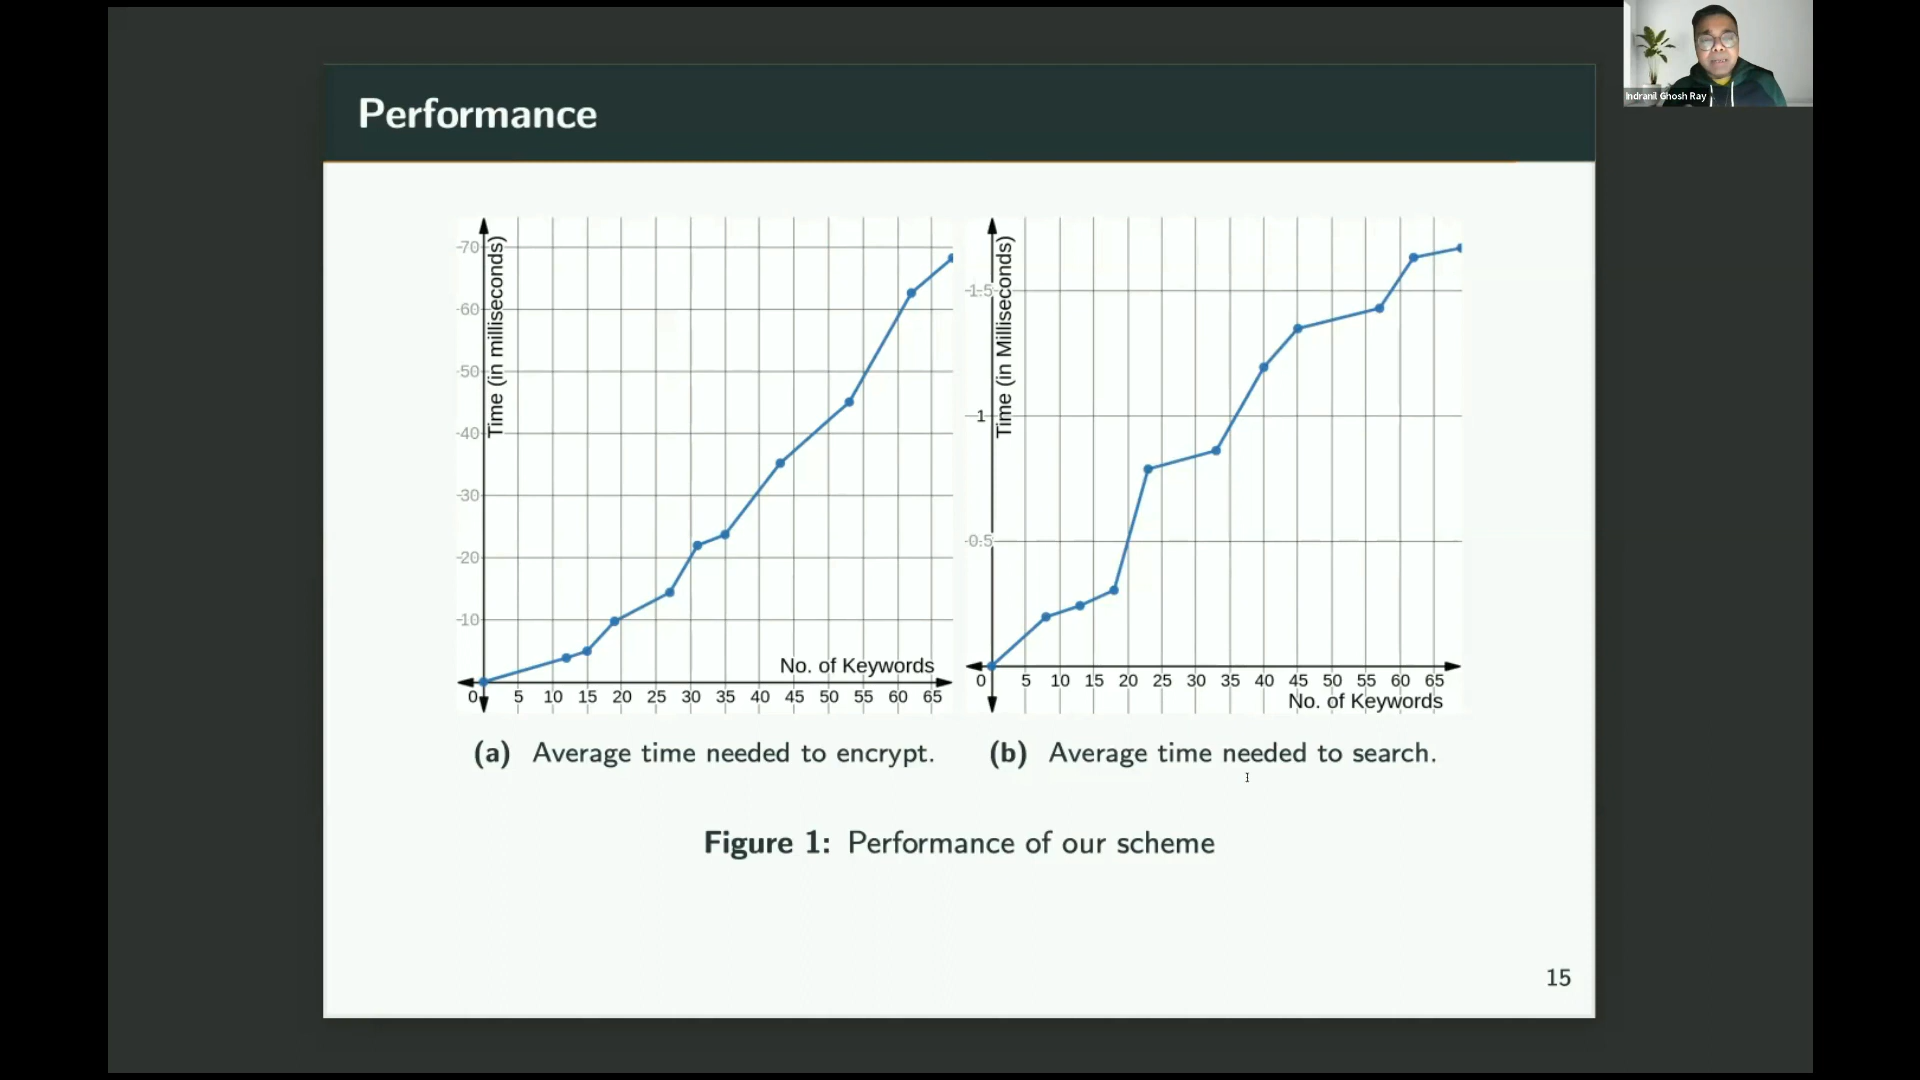 Indranil Ghosh Ray
Performance
Time (in milliseconds)
70
60
50
40
30
20
10
No. of Keywords
0 5 10 15 20 25 30 35 40 45 50 55 60 65
(a) Average time needed to encrypt.
Time (in Milliseconds)
1.5
1
0.5
0 5 10 15 20 25 30 35 40 45 50 55 60 65
No. of Keywords
(b) Average time needed to search.
Figure 1: Performance of our scheme
15